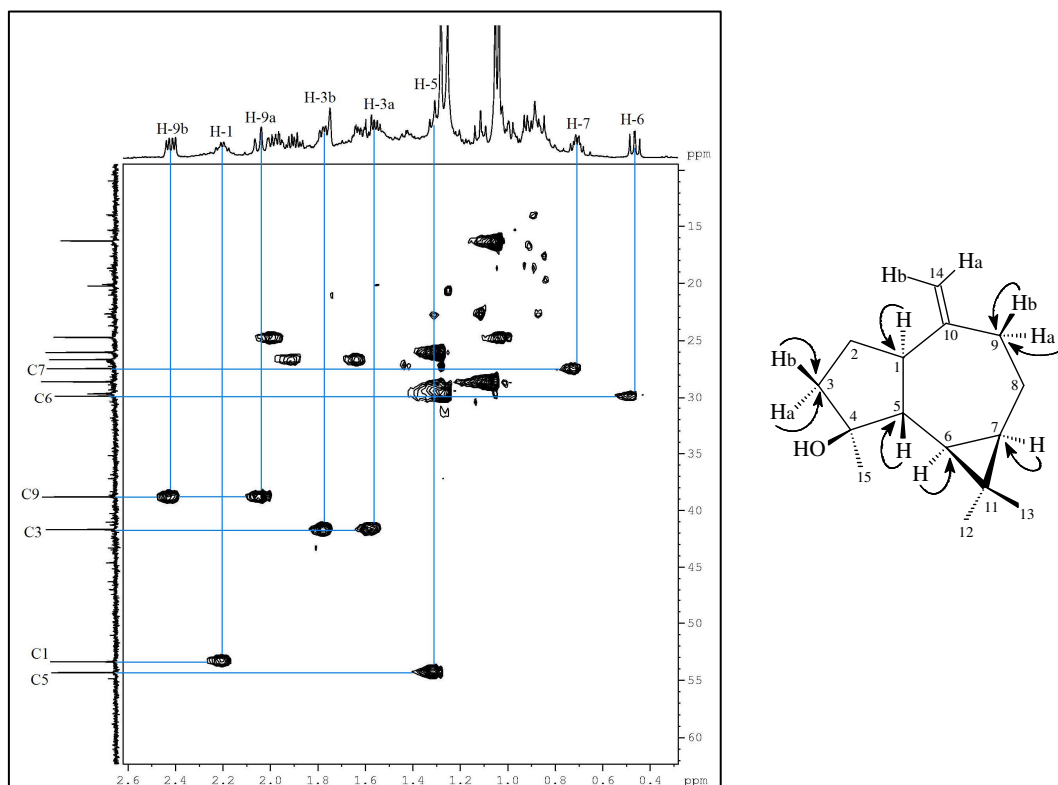 H-5
H-3b
H-9b H-1 H-9a H-3a H-7 H-6
ppm
15
20
25
C7
C6 30
35
C9
40
C3
45
50
C1
C5
55
60
2.6 2.4 2.2 2.0 1.8 1.6 1.4 1.2 1.0 0.8 0.6 0.4 ppm
Hb 14 Ha
H Hb
10 9 Ha
Hb 2 1 8
3
Ha 4 5 6 7 H
HO H H
15 11
12 13